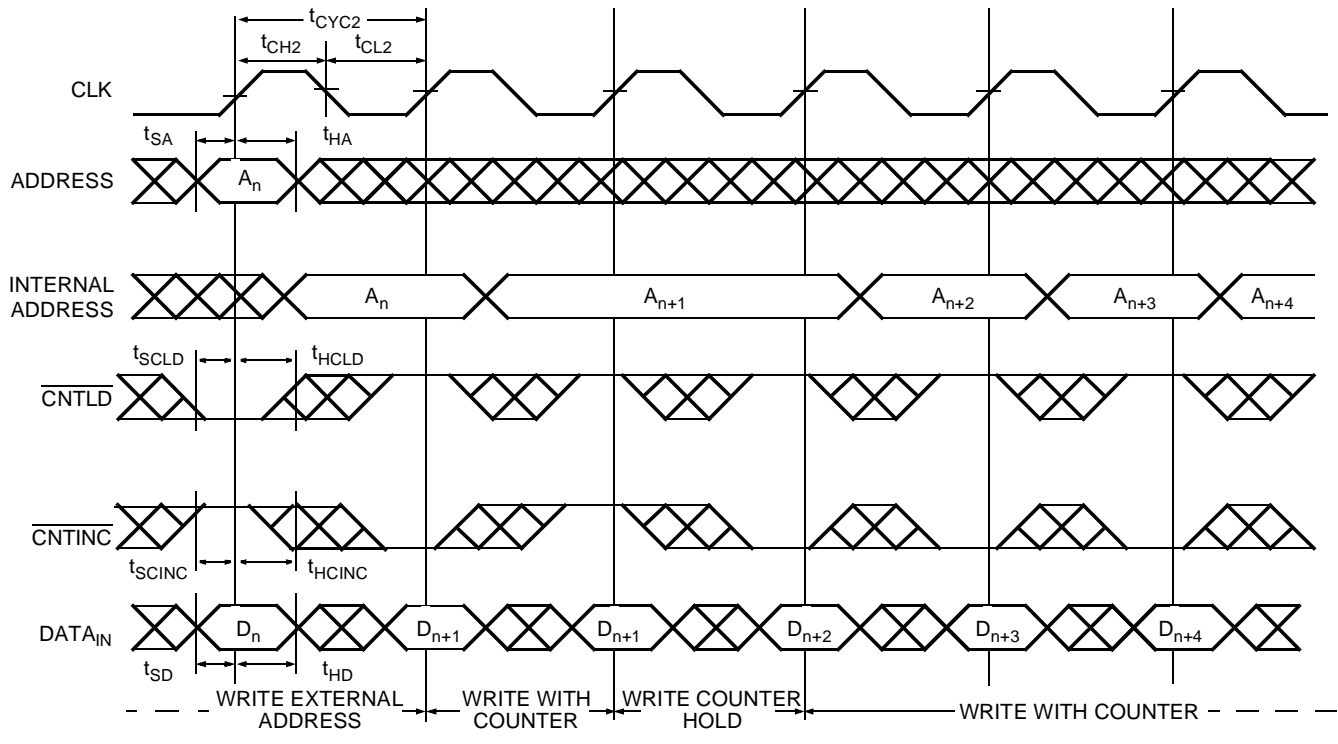 tCYC2
tCH2 tCL2
CLK
tSA tHA
ADDRESS An
INTERNAL
ADDRESS
An An+1 An+2 An+3 An+4
tSCLD tHCLD
CNTLD
CNTINC
tSCINC tHCINC
DATAIN Dn Dn+1 Dn+1 Dn+2 Dn+3 Dn+4
tSD tHD
WRITE EXTERNAL
ADDRESS
WRITE WITH
COUNTER
WRITE COUNTER
HOLD
WRITE WITH COUNTER